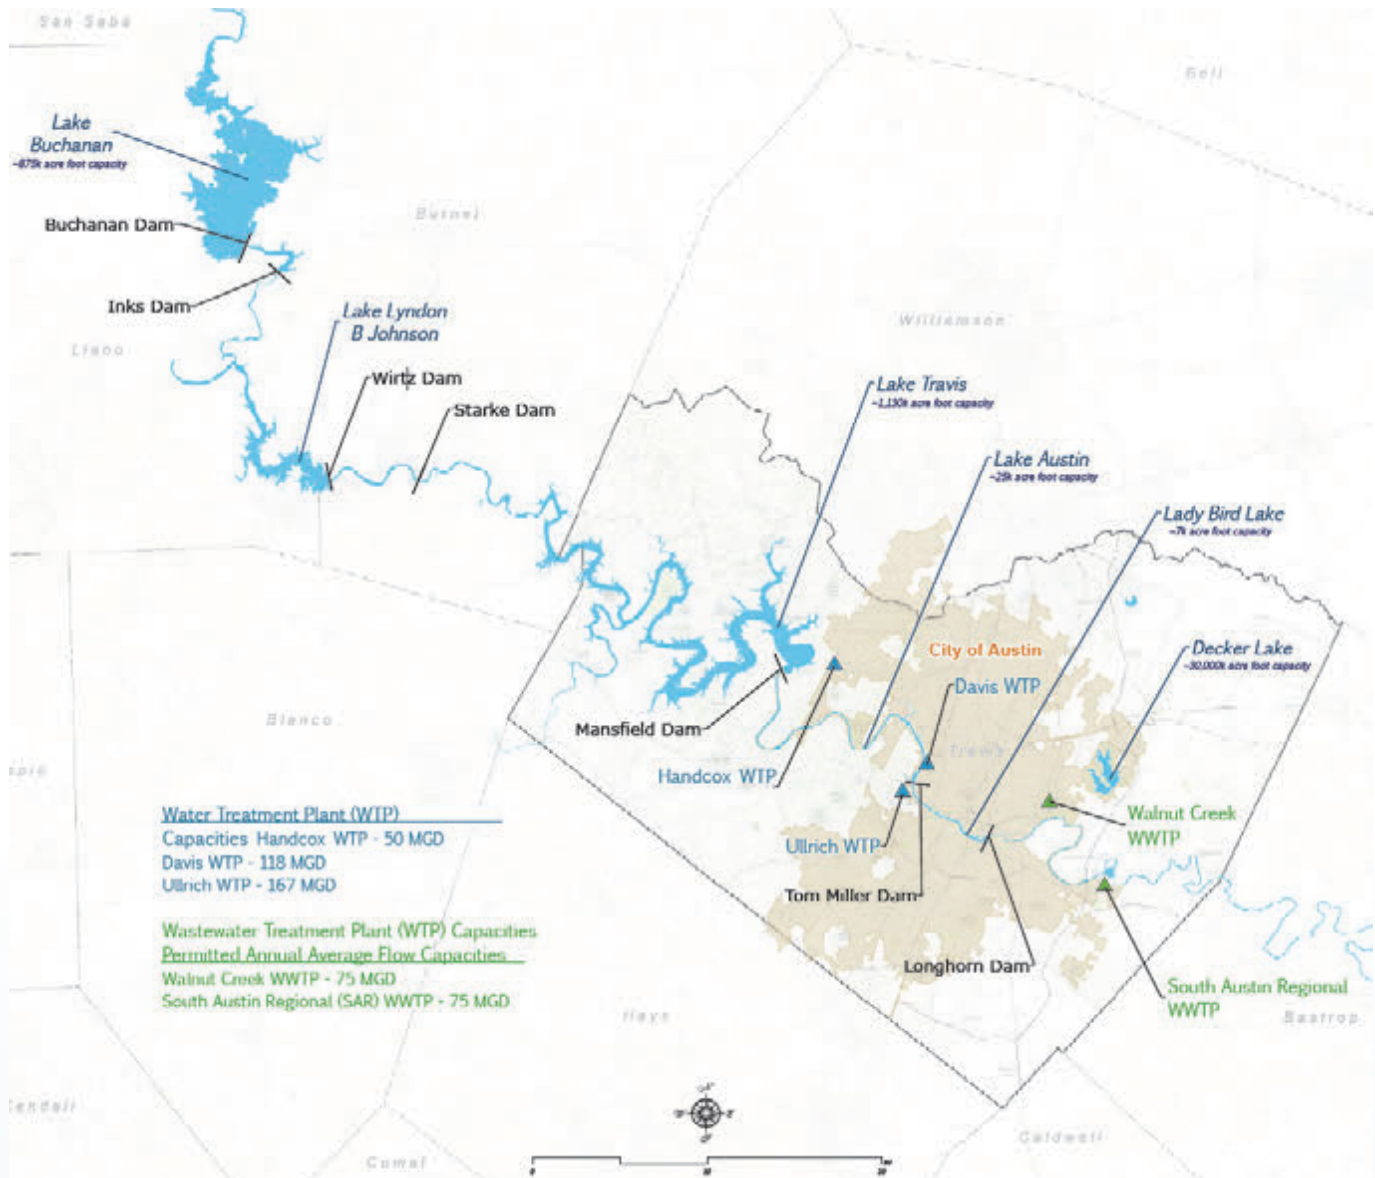 San Saba
Bell
Lake
Buchanan
~875k acre foot capacity
Burnet
Buchanan Dam
Inks Dam
Lake Lyndon
B Johnson
Llano
Williamson
Wirtz Dam
Starke Dam
Lake Travis
~1,130k acre foot capacity
Lake Austin
~25k acre foot capacity
Lady Bird Lake
~7k acre foot capacity
City of Austin
Decker Lake
~30,000k acre foot capacity
Davis WTP
Blanco
Mansfield Dam
Travis
Handcox WTP
Walnut Creek
WWTP
Ullrich WTP
Tom Miller Dam
Longhorn Dam
South Austin Regional
WWTP
Water Treatment Plant (WTP)
Capacities Handcox WTP - 50 MGD
Davis WTP - 118 MGD
Ullrich WTP - 167 MGD
Wastewater Treatment Plant (WTP) Capacities
Permitted Annual Average Flow Capacities
Walnut Creek WWTP - 75 MGD
South Austin Regional (SAR) WWTP - 75 MGD
Hays
Bastrop
Kendall
Comal
Caldwell
0 10 20